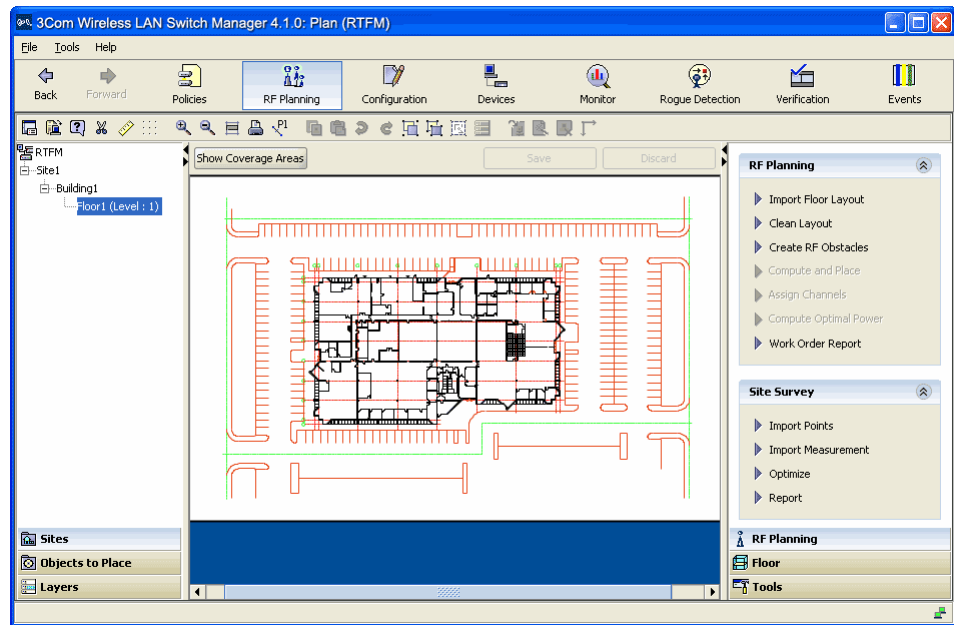 3Com Wireless LAN Switch Manager 4.1.0: Plan (RTFM)
File Tools Help
Back Forward Policies RF Planning Configuration Devices Monitor Rogue Detection Verification Events
P1
RTFM
Site1
Building1
Floor1 (Level : 1)
Sites
Objects to Place
Layers
Show Coverage Areas Save Discard
RF Planning
Import Floor Layout
Clean Layout
Create RF Obstacles
Compute and Place
Assign Channels
Compute Optimal Power
Work Order Report
Site Survey
Import Points
Import Measurement
Optimize
Report
RF Planning
Floor
Tools